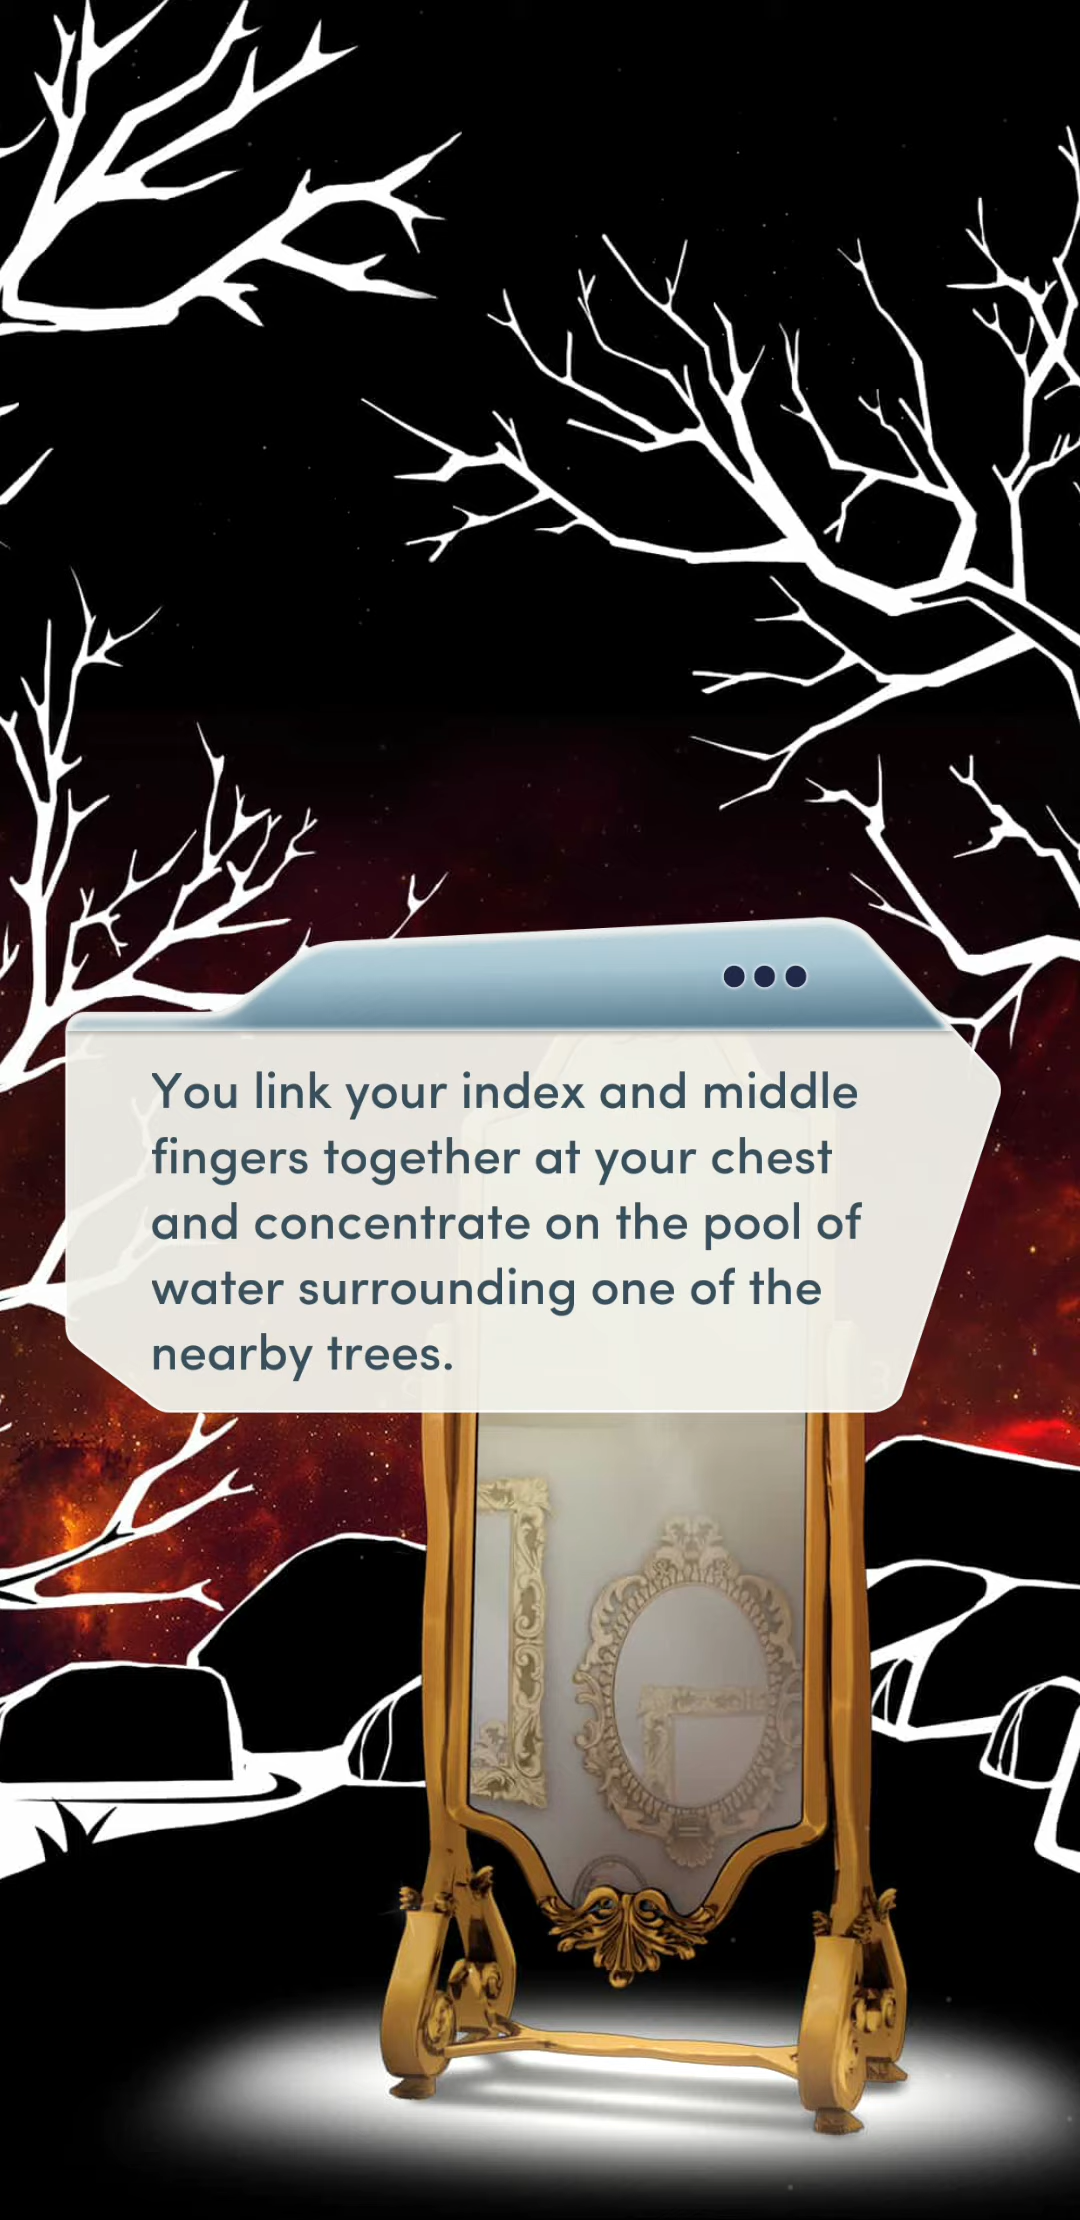 You link your index and middle
fingers together at your chest
and concentrate on the pool of
water surrounding one of the
nearby trees.